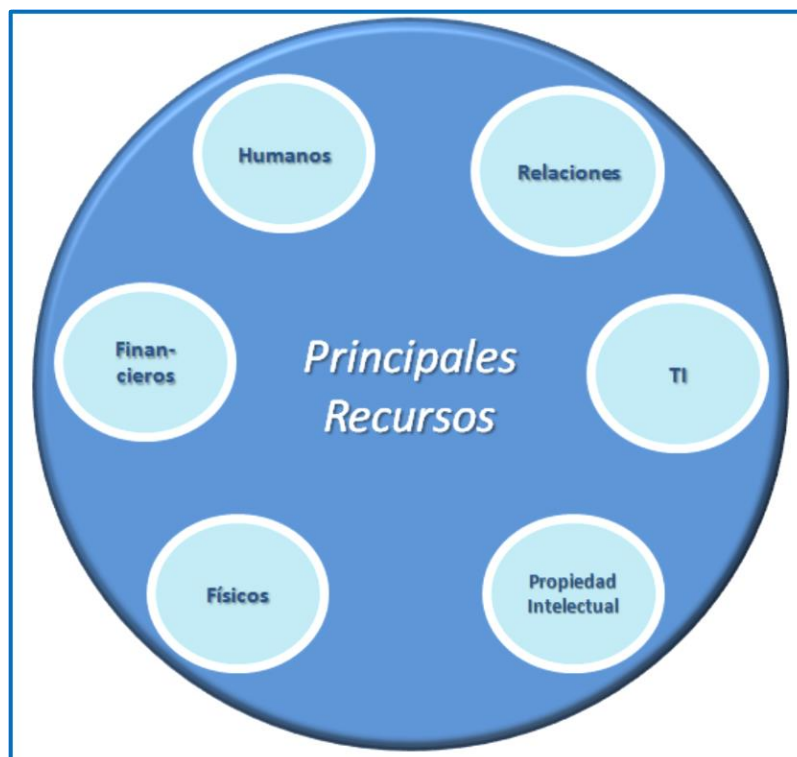 Humanos
Relaciones
Finan-
cieros
Principales
Recursos
TI
Físicos
Propiedad
Intelectual